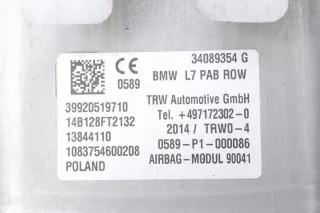 34089354 G
CE
0589
BMW L7 PAB ROW
39920519710
TRW Automotive GmbH
14B128FT2132
Tel. +497172302-0
13844110
2014 / TRWO-4
1083754600208
0589-P1-000086
POLAND
AIRBAG-MODUL 90041